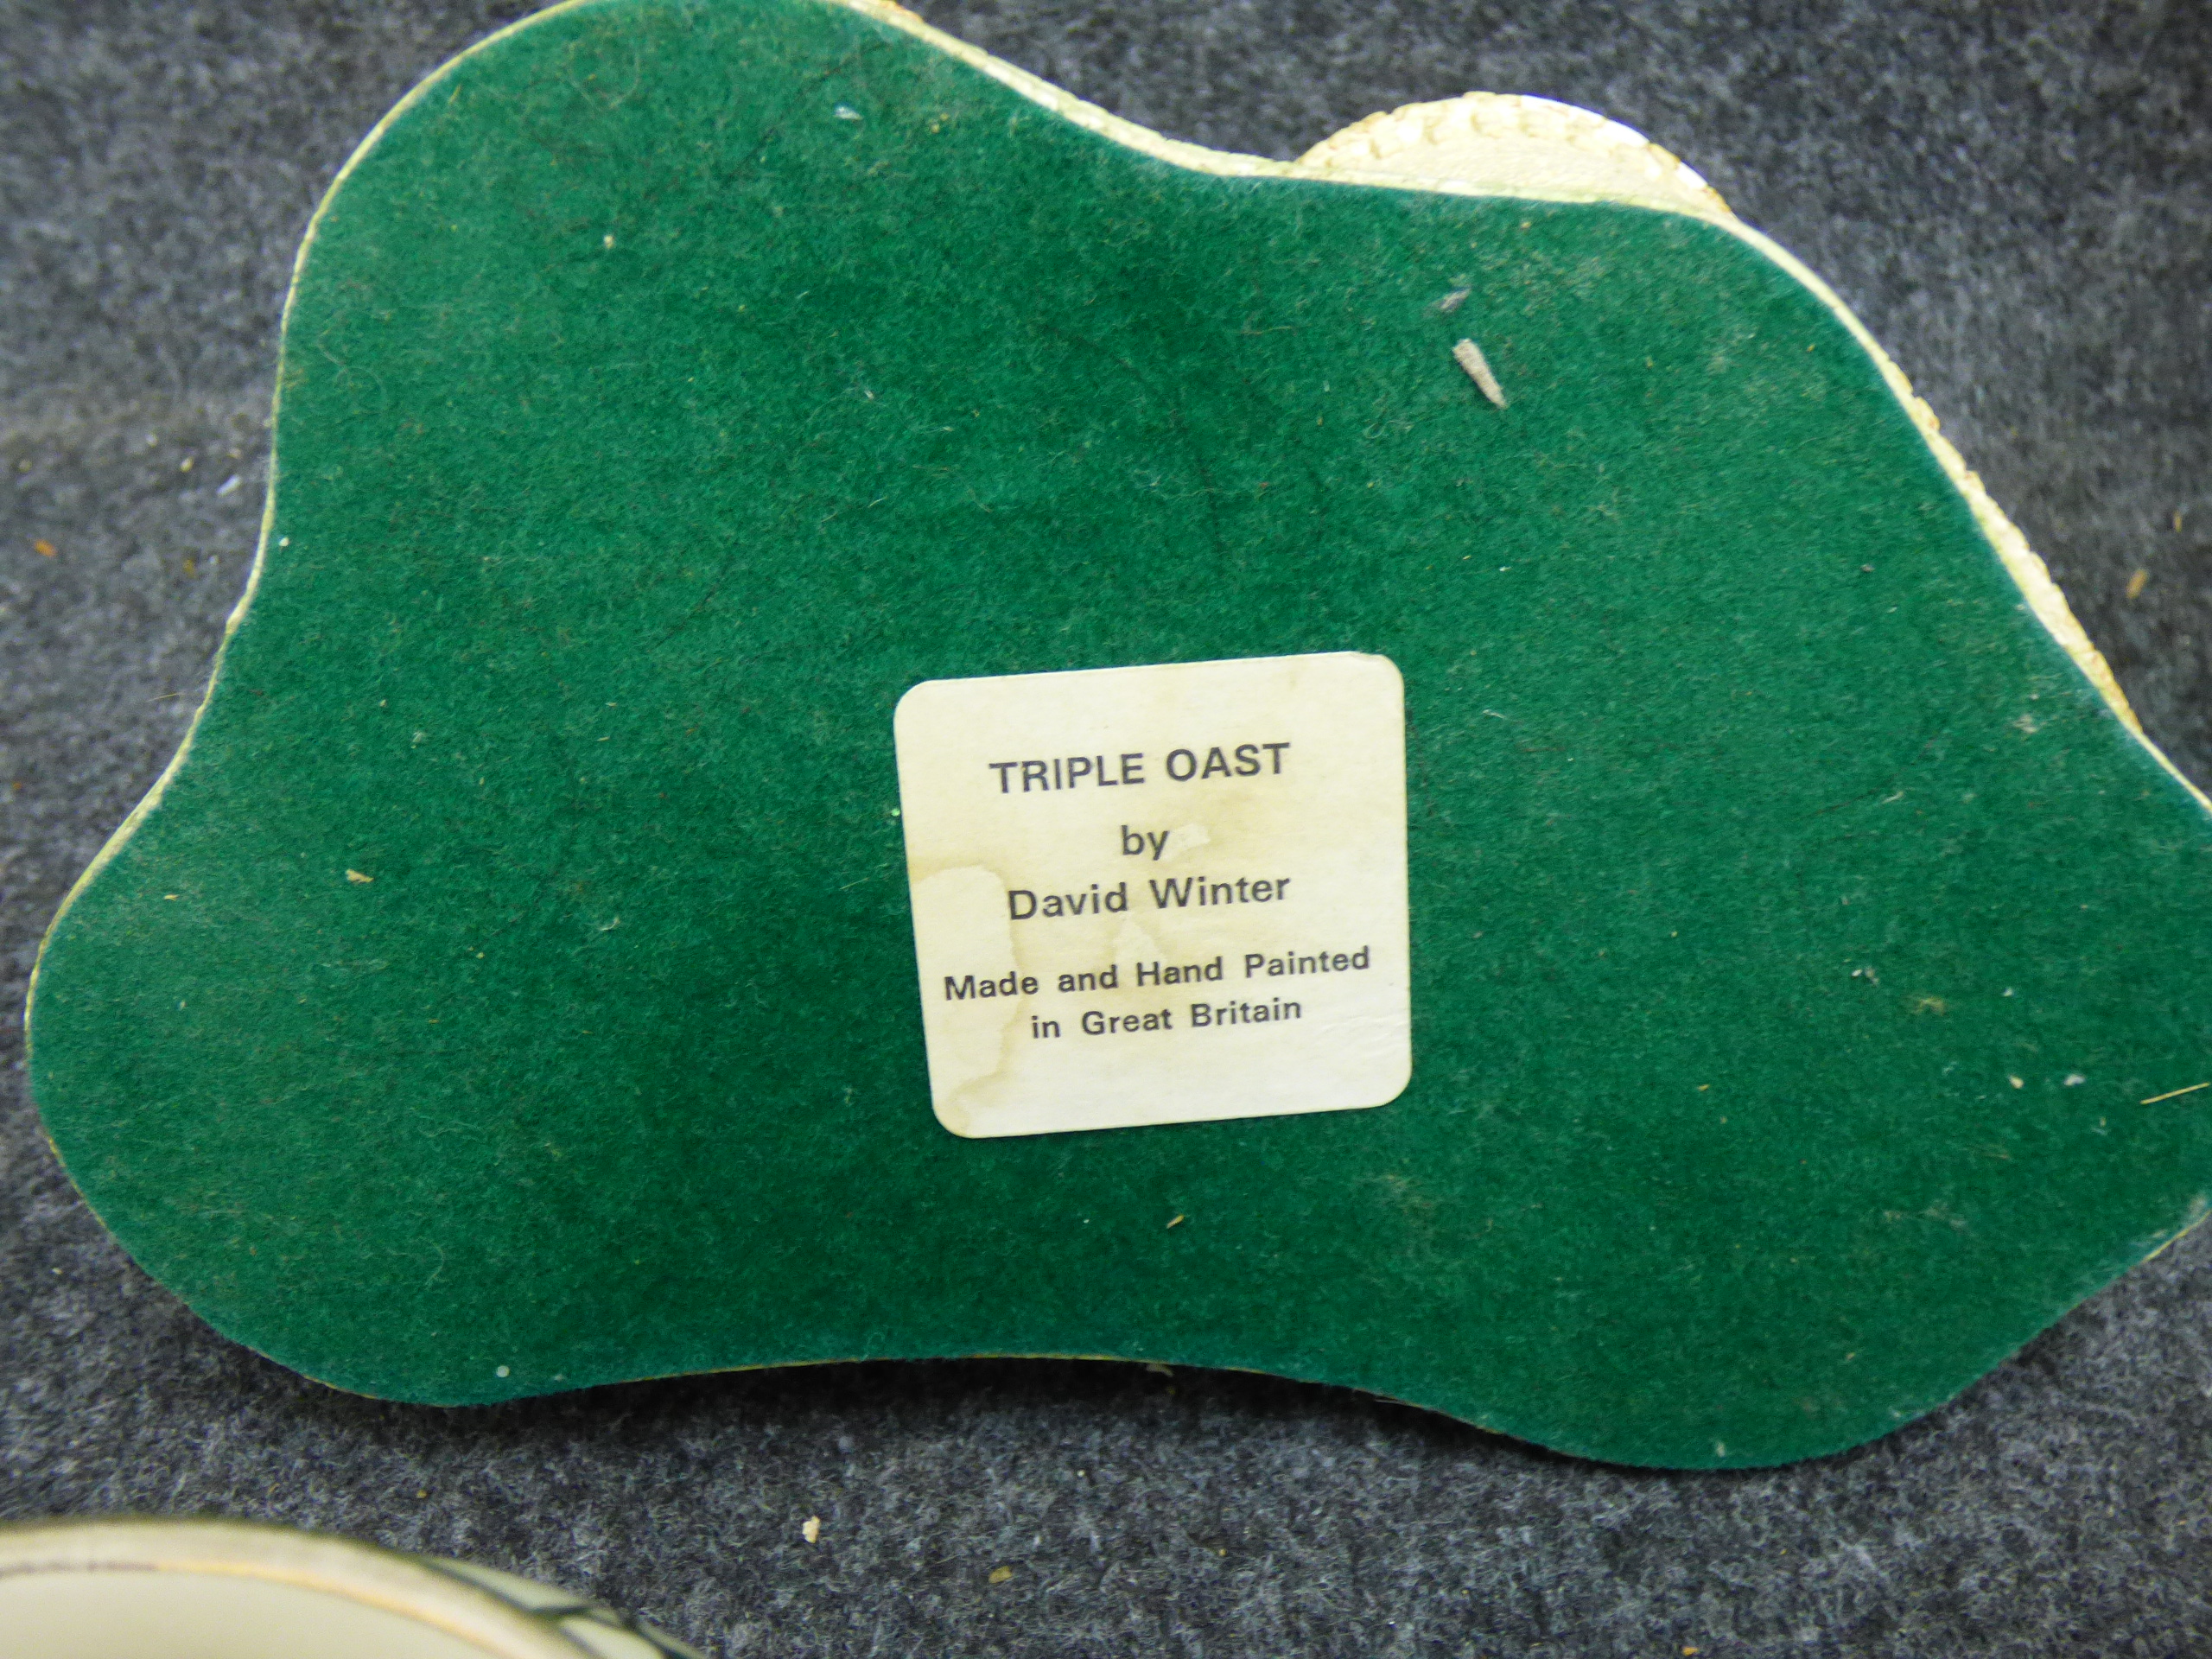 TRIPLE OAST
by
David Winter
Made and Hand Painted
in Great Britain